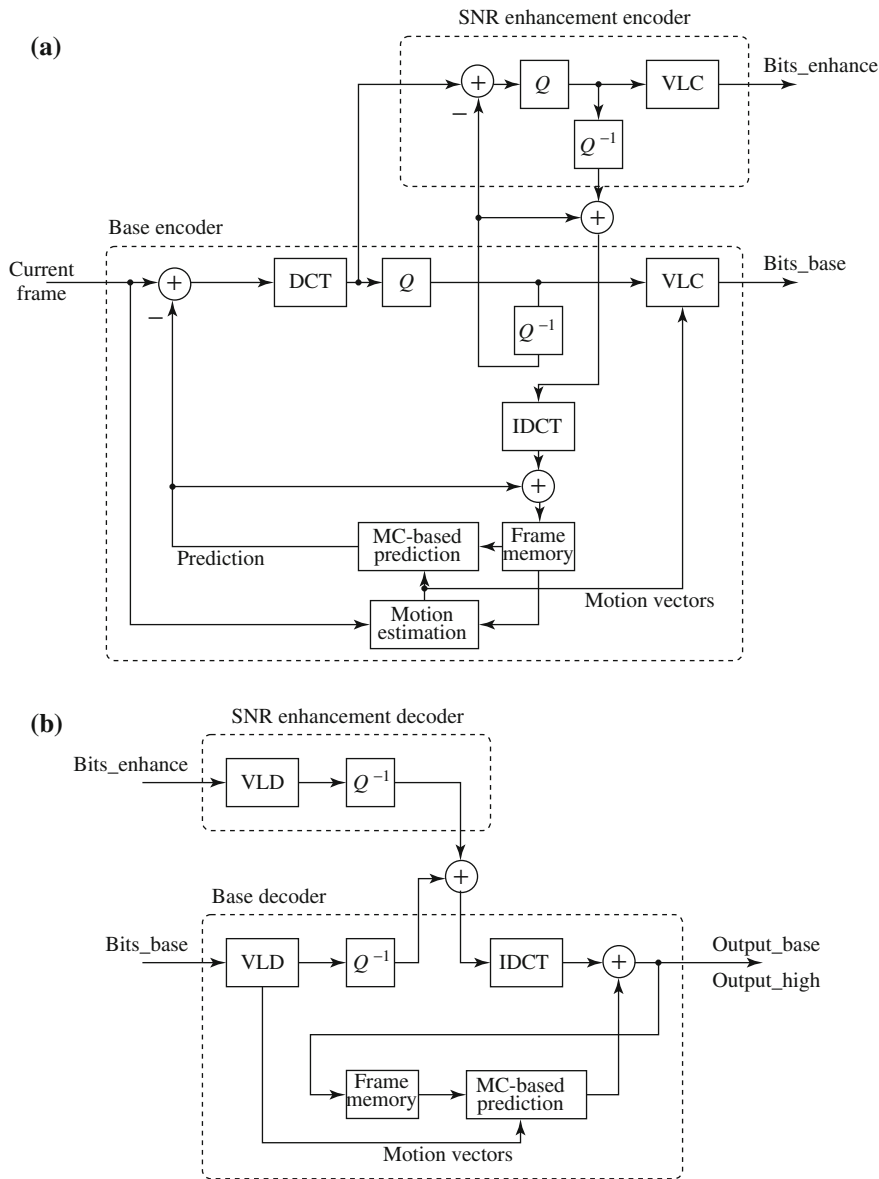 (a)
SNR enhancement encoder
Bits_enhance
+
−
Q
VLC
Q⁻¹
+
Base encoder
Current
frame
+
−
DCT
Q
VLC
Bits_base
Q⁻¹
IDCT
+
Prediction
MC-based
prediction
Frame
memory
Motion vectors
Motion
estimation
(b)
SNR enhancement decoder
Bits_enhance
VLD
Q⁻¹
+
Base decoder
Bits_base
VLD
Q⁻¹
IDCT
+
Output_base
Output_high
Frame
memory
MC-based
prediction
Motion vectors